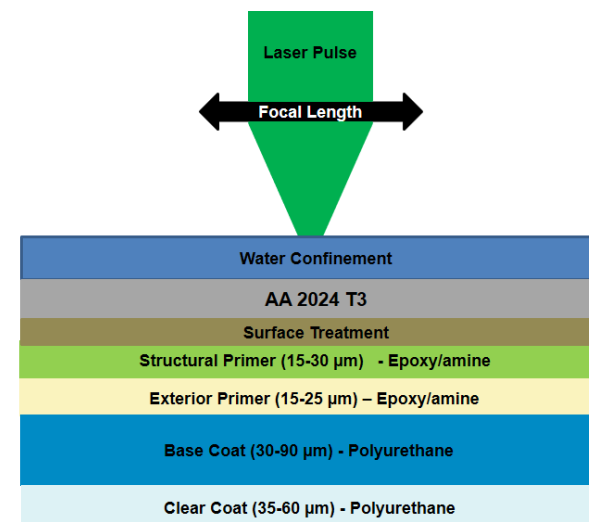 Laser Pulse
Focal Length
Water Confinement
AA 2024 T3
Surface Treatment
Structural Primer (15-30 µm)  - Epoxy/amine
Exterior Primer (15-25 µm) – Epoxy/amine
Base Coat (30-90 µm) - Polyurethane
Clear Coat (35-60 µm) - Polyurethane